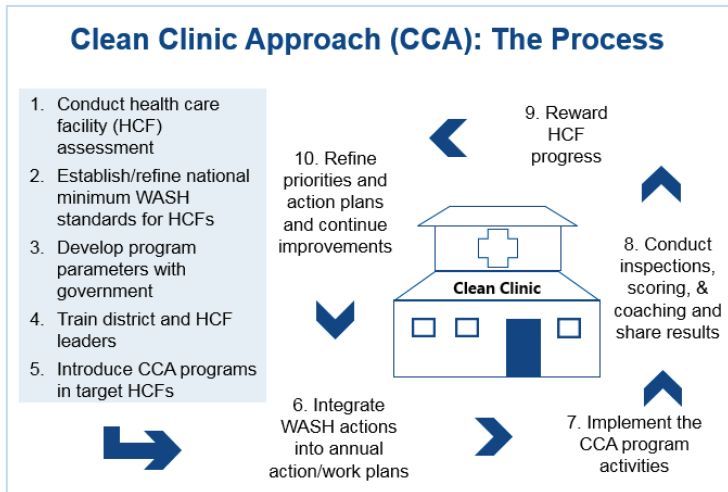 Clean Clinic Approach (CCA): The Process
1. Conduct health care
facility (HCF)
assessment
2. Establish/refine national
minimum WASH
standards for HCFs
3. Develop program
parameters with
government
4. Train district and HCF
leaders
5. Introduce CCA programs
in target HCFs
6. Integrate
WASH actions
into annual
action/work plans
7. Implement the
CCA program
activities
8. Conduct
inspections,
scoring, &
coaching and
share results
9. Reward
HCF
progress
10. Refine
priorities and
action plans
and continue
improvements
Clean Clinic